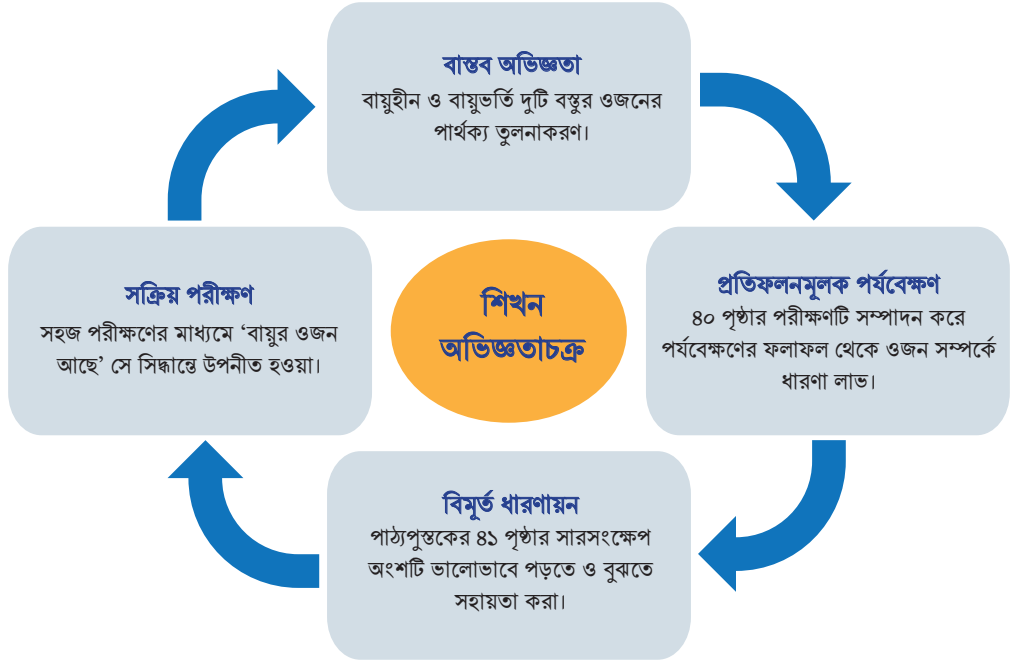 বাস্তব অভিজ্ঞতা
বায়ুহীন ও বায়ুভর্তি দুটি বস্তুর ওজনের
পার্থক্য তুলনাকরণ।
প্রতিফলনমূলক পর্যবেক্ষণ
৪০ পৃষ্ঠার পরীক্ষণটি সম্পাদন করে
পর্যবেক্ষণের ফলাফল থেকে ওজন সম্পর্কে
ধারণা লাভ।
বিমূর্ত ধারণায়ন
পাঠ্যপুস্তকের ৪১ পৃষ্ঠার সারসংক্ষেপ
অংশটি ভালোভাবে পড়তে ও বুঝতে
সহায়তা করা।
সক্রিয় পরীক্ষণ
সহজ পরীক্ষণের মাধ্যমে ‘বায়ুর ওজন
আছে’ সে সিদ্ধান্তে উপনীত হওয়া।
শিখন
অভিজ্ঞতাচক্র